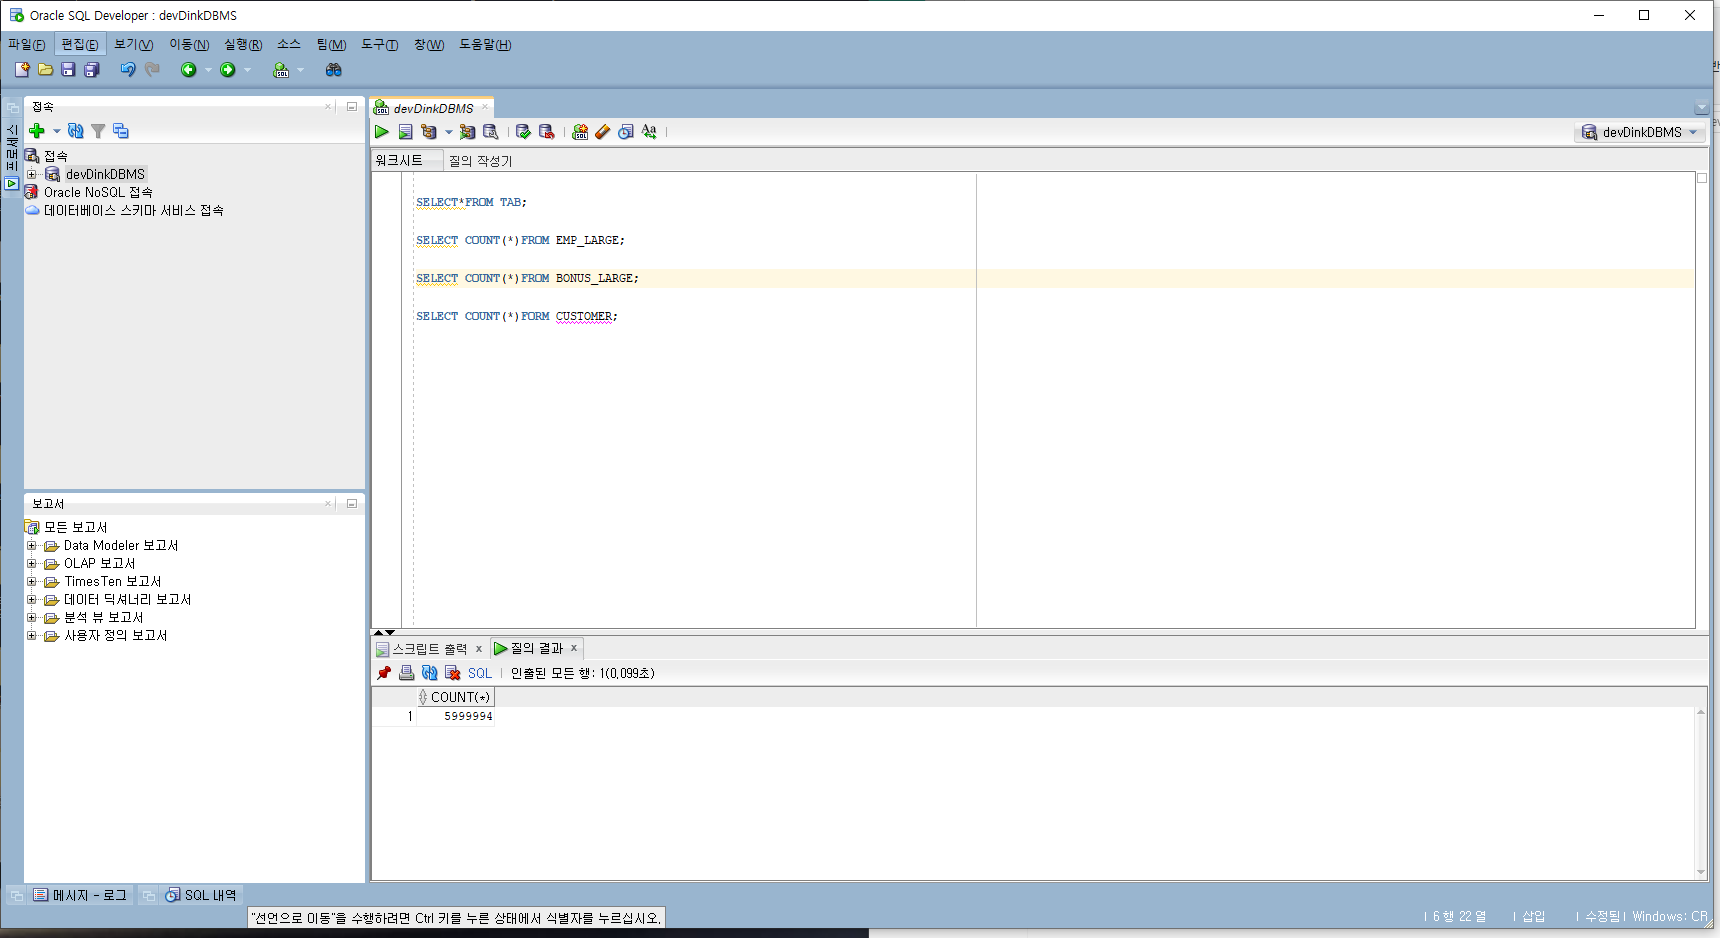 Oracle SQL Developer : devDinkDBMS
파일(F) 편집(E) 보기(V) 이동(N) 실행(R) 소스 팀(M) 도구(T) 창(W) 도움말(H)
프로세스
접속
접속
devDinkDBMS
Oracle NoSQL 접속
데이터베이스 스키마 서비스 접속
보고서
모든 보고서
Data Modeler 보고서
OLAP 보고서
TimesTen 보고서
데이터 딕셔너리 보고서
분석 뷰 보고서
사용자 정의 보고서
devDinkDBMS
devDinkDBMS
워크시트 질의 작성기
SELECT*FROM TAB;
SELECT COUNT(*)FROM EMP_LARGE;
SELECT COUNT(*)FROM BONUS_LARGE;
SELECT COUNT(*)FORM CUSTOMER;
스크립트 출력 x 질의 결과 x
SQL | 인출된 모든 행: 1(0,099초)
COUNT(*)
1 5999994
메시지 - 로그 SQL 내역
"선언으로 이동"을 수행하려면 Ctrl 키를 누른 상태에서 식별자를 누르십시오.
| 6 행 22 열 | 삽입 | 수정됨 | Windows: CR